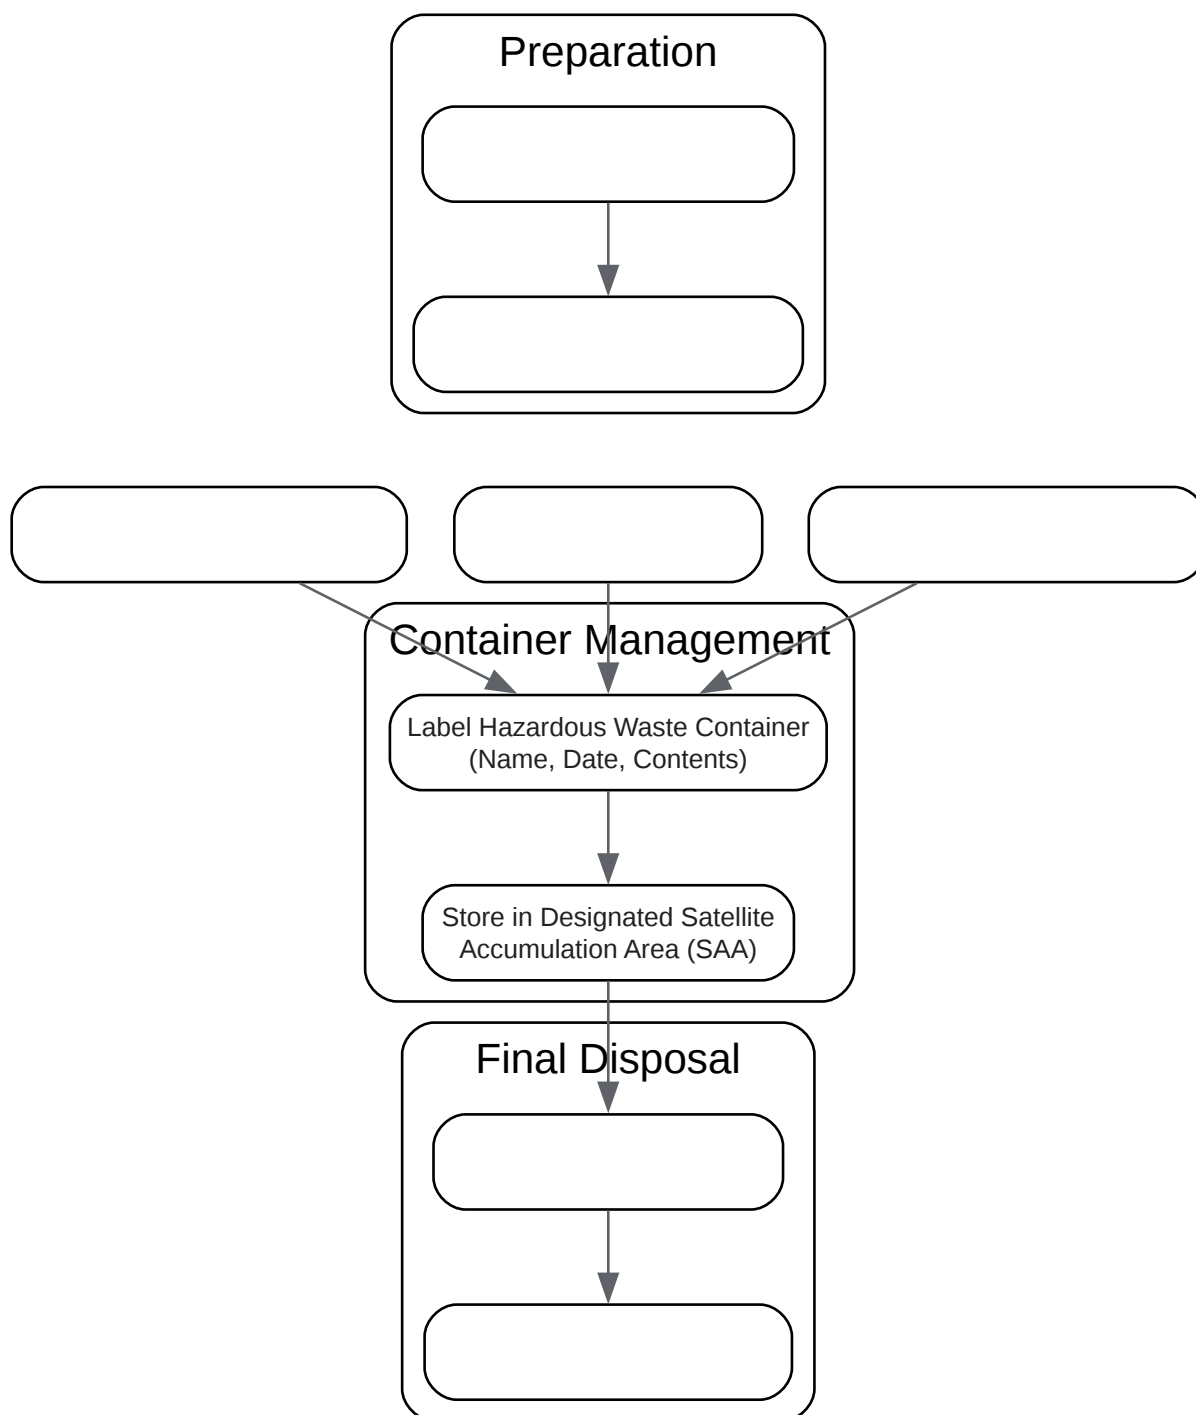 Preparation
Container Management
Label Hazardous Waste Container
(Name, Date, Contents)
Store in Designated Satellite
Accumulation Area (SAA)
Final Disposal